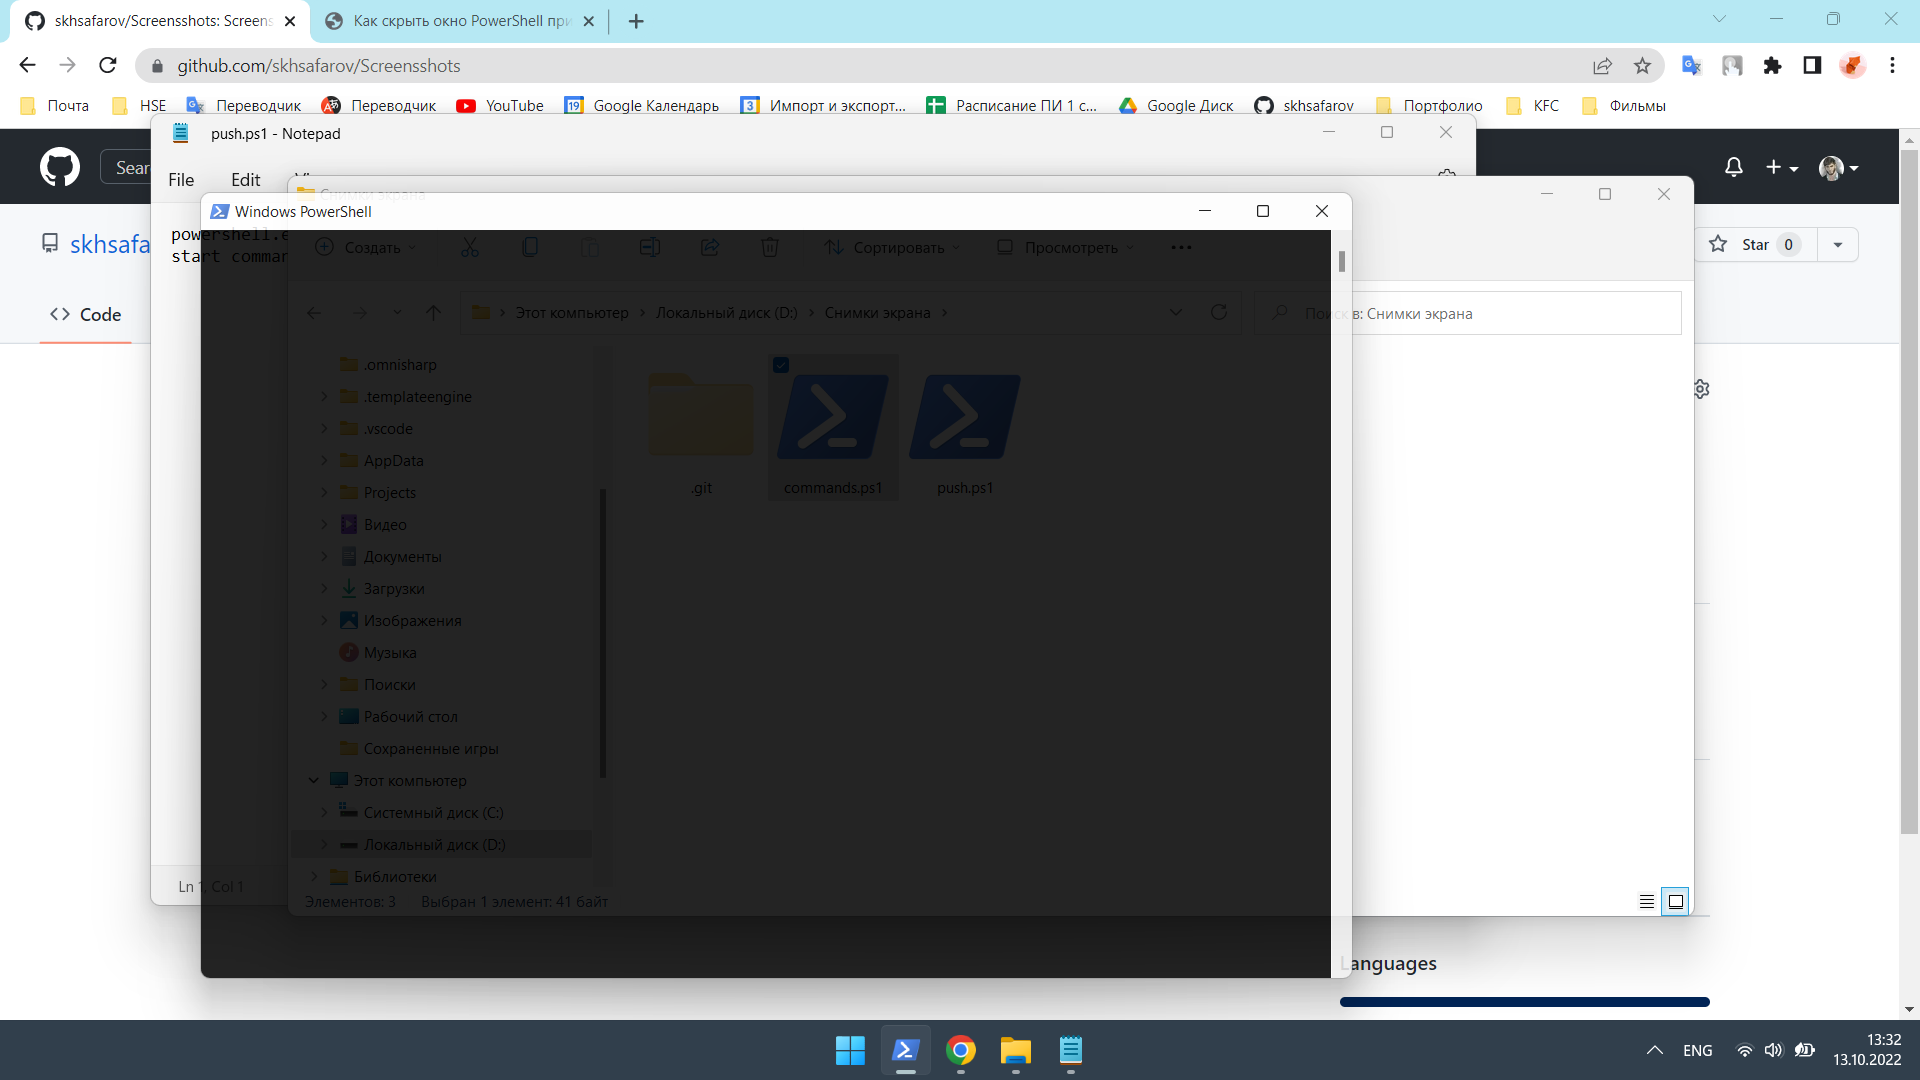 skhsafarov/Screensshots: Screens
Как скрыть окно PowerShell при
github.com/skhsafarov/Screensshots
Почта
HSE
Переводчик
Переводчик
YouTube
Google Календарь
Импорт и экспорт...
Расписание ПИ 1 с...
Google Диск
skhsafarov
Портфолио
KFC
Фильмы
push.ps1 - Notepad
Sear
File
Edit
Снимки экрана
Windows PowerShell
powershell.e
start comman
skhsafa
Создать
Сортировать
Просмотреть
Star 0
Code
Этот компьютер
Локальный диск (D:)
Снимки экрана
Поиск в: Снимки экрана
.omnisharp
.templateengine
.vscode
AppData
Projects
Видео
Документы
Загрузки
Изображения
Музыка
Поиски
Рабочий стол
Сохраненные игры
Этот компьютер
Системный диск (C:)
Локальный диск (D:)
Библиотеки
.git
commands.ps1
push.ps1
Ln 1, Col 1
Элементов: 3
Выбран 1 элемент: 41 байт
Languages
ENG
13:32
13.10.2022